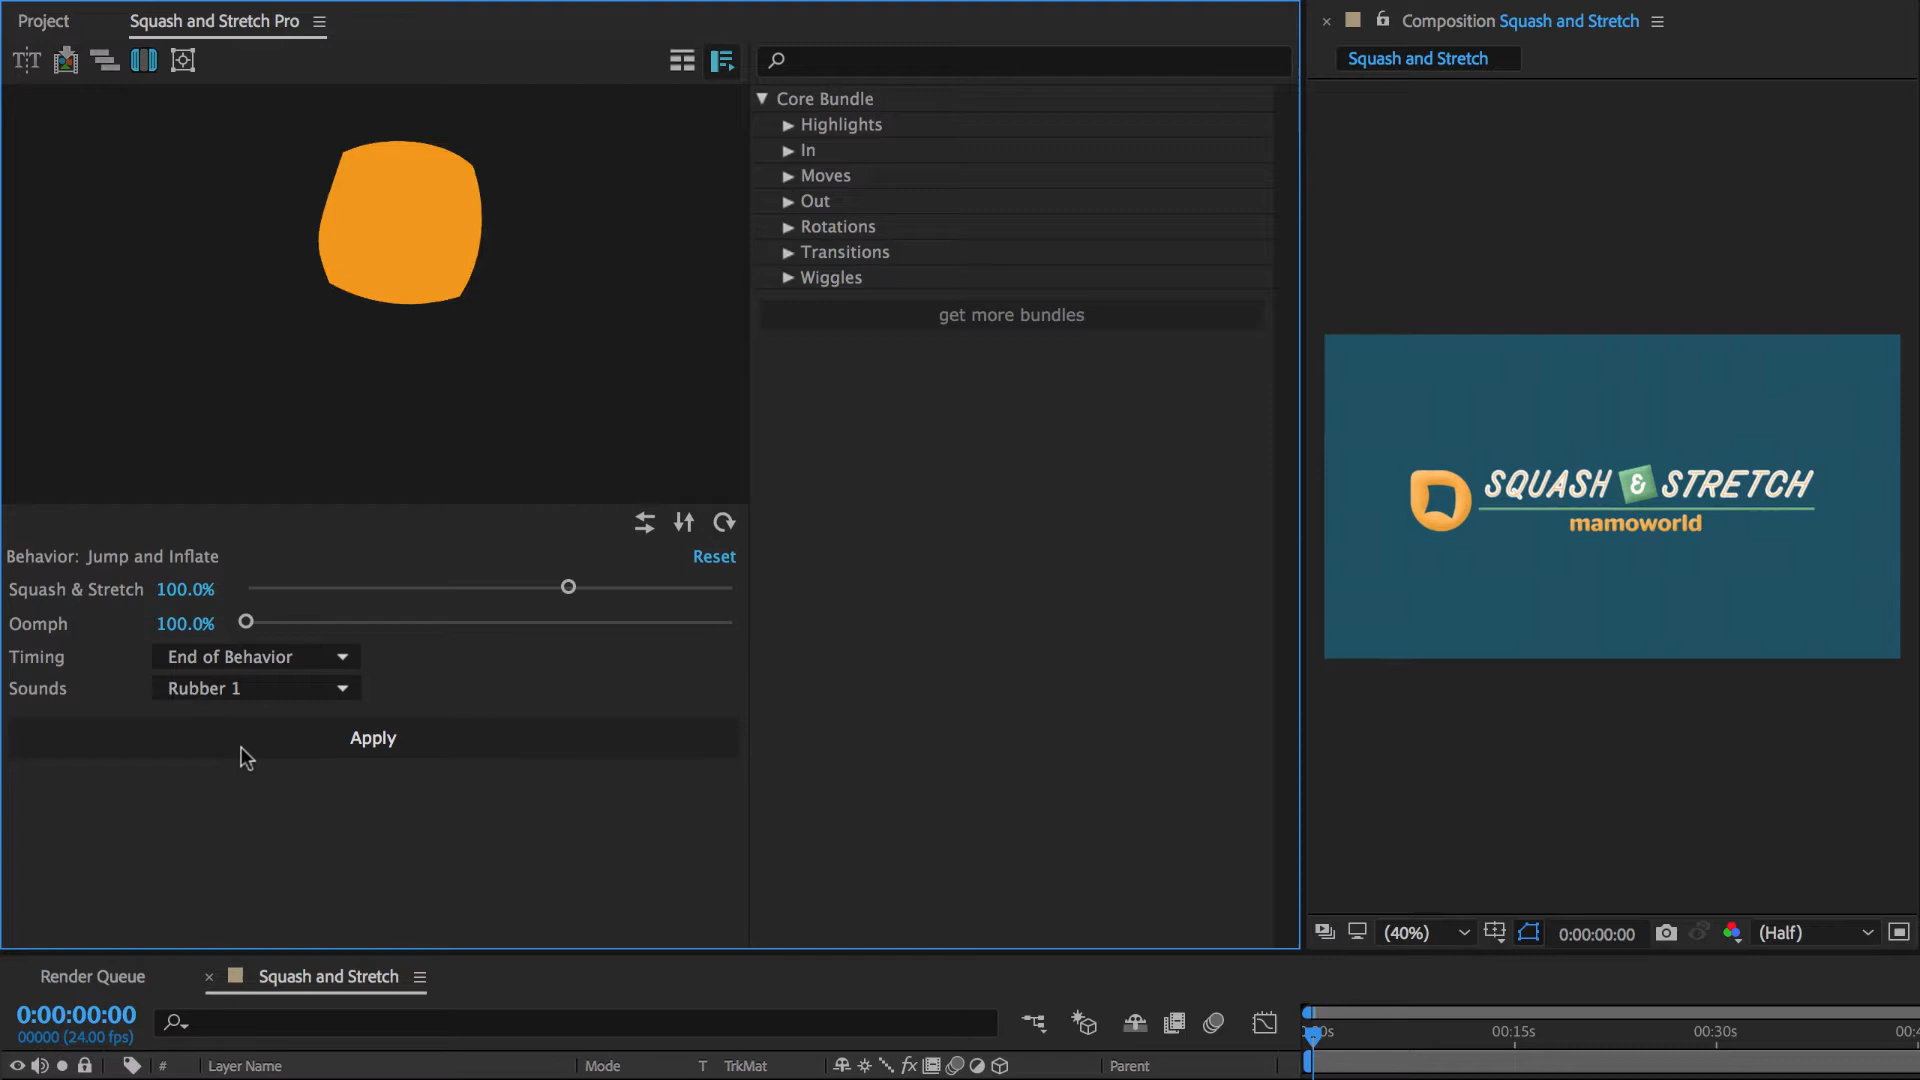 Project
Squash and Stretch Pro
Core Bundle
Highlights
In
Moves
Out
Rotations
Transitions
Wiggles
get more bundles
Behavior: Jump and Inflate
Reset
Squash & Stretch 100.0%
Oomph 100.0%
Timing End of Behavior
Sounds Rubber 1
Apply
Composition Squash and Stretch
Squash and Stretch
SQUASH & STRETCH
mamoworld
(40%) 0:00:00:00 (Half)
Render Queue
Squash and Stretch
0:00:00:00
00000 (24.00 fps)
00:15s 00:30s
# Layer Name Mode T TrkMat fx Parent